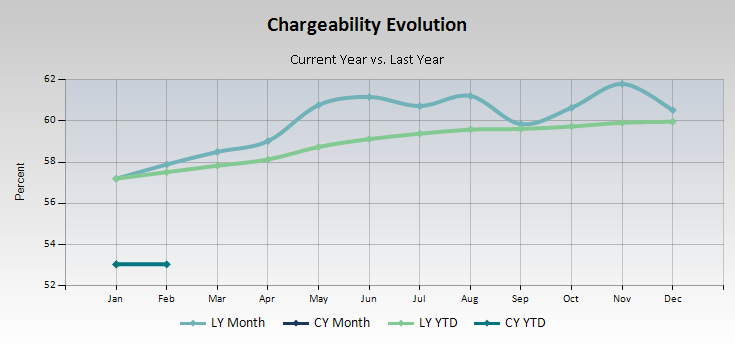 Chargeability Evolution
Current Year vs. Last Year
Percent
62
60
58
56
54
52
Jan Feb Mar Apr May Jun Jul Aug Sep Oct Nov Dec
LY Month CY Month LY YTD CY YTD